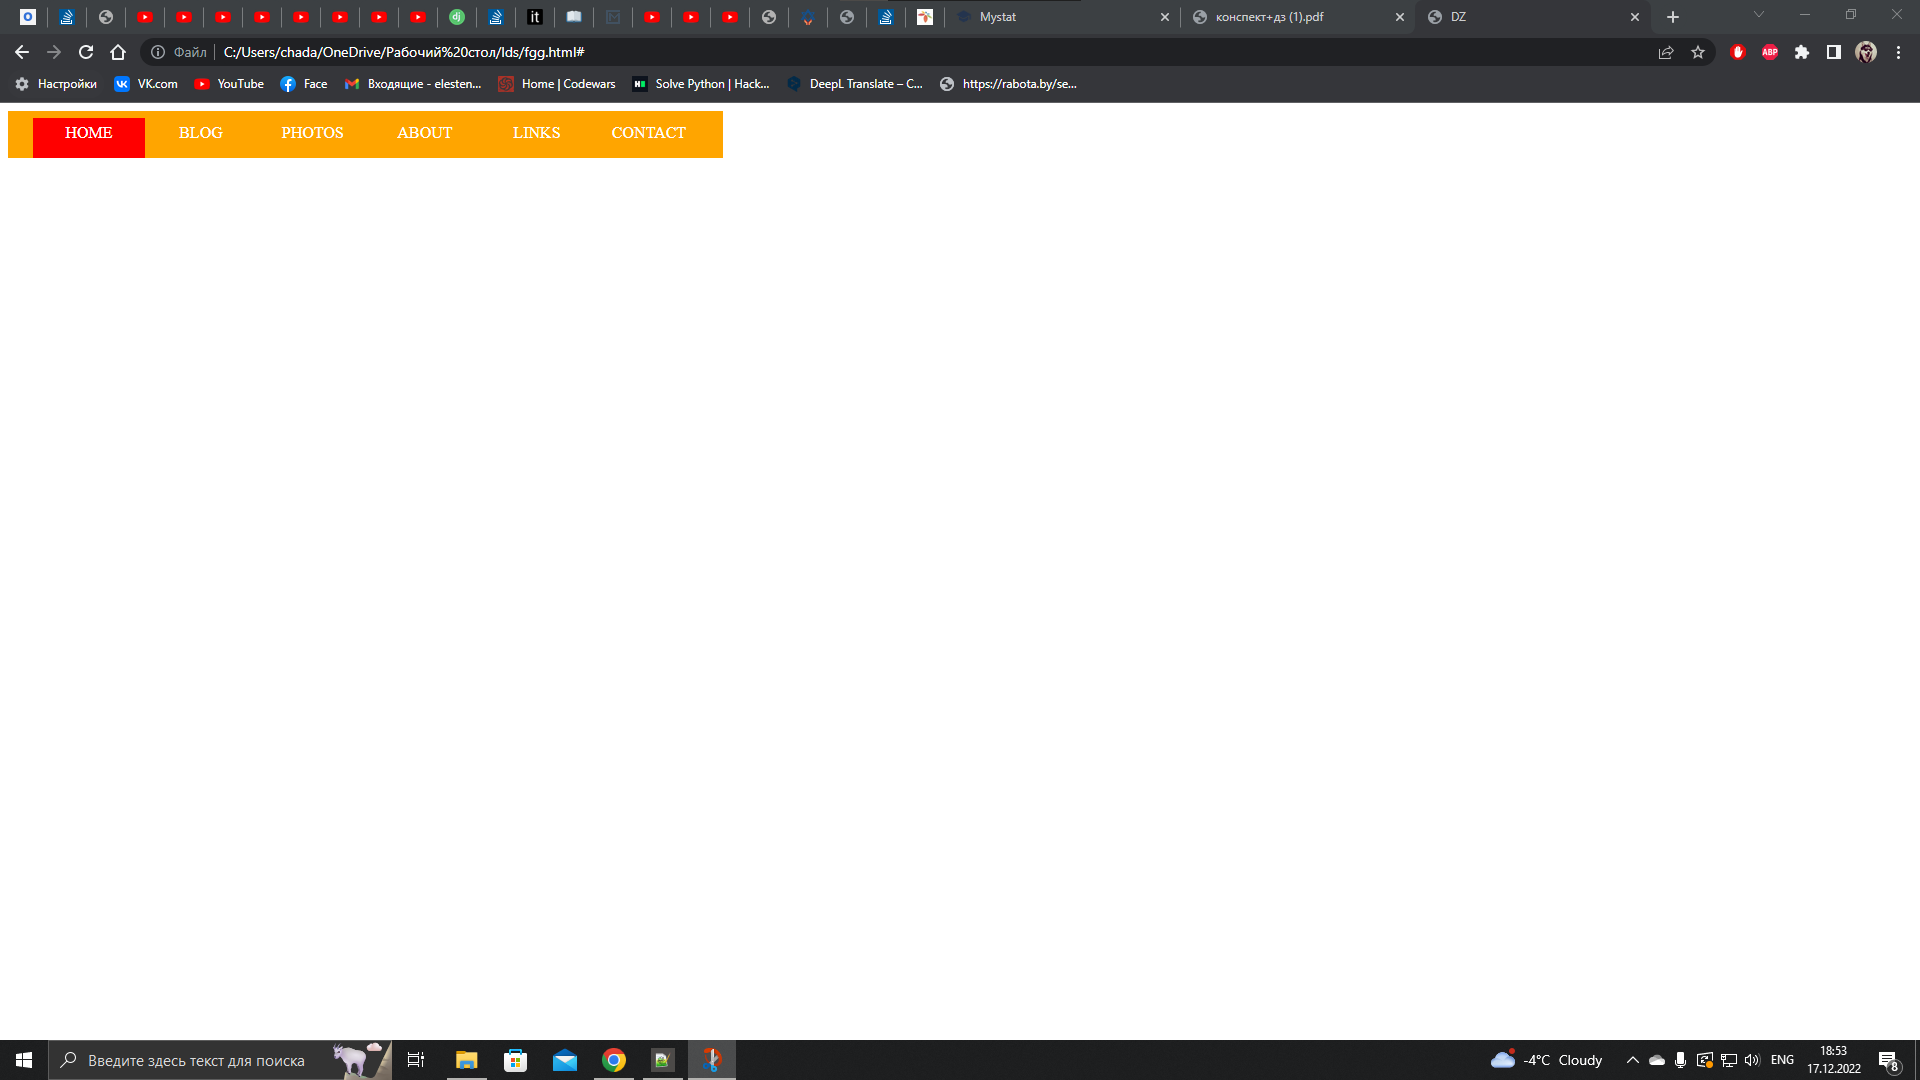 Mystat
конспект+дз (1).pdf
DZ
Файл
C:/Users/chada/OneDrive/Рабочий%20стол/lds/fgg.html#
ABP
Настройки
VK.com
YouTube
Face
Входящие - elesten...
Home | Codewars
Solve Python | Hack...
DeepL Translate – C...
https://rabota.by/se...
HOME
BLOG
PHOTOS
ABOUT
LINKS
CONTACT
Введите здесь текст для поиска
-4°C Cloudy
ENG
18:53
17.12.2022
8